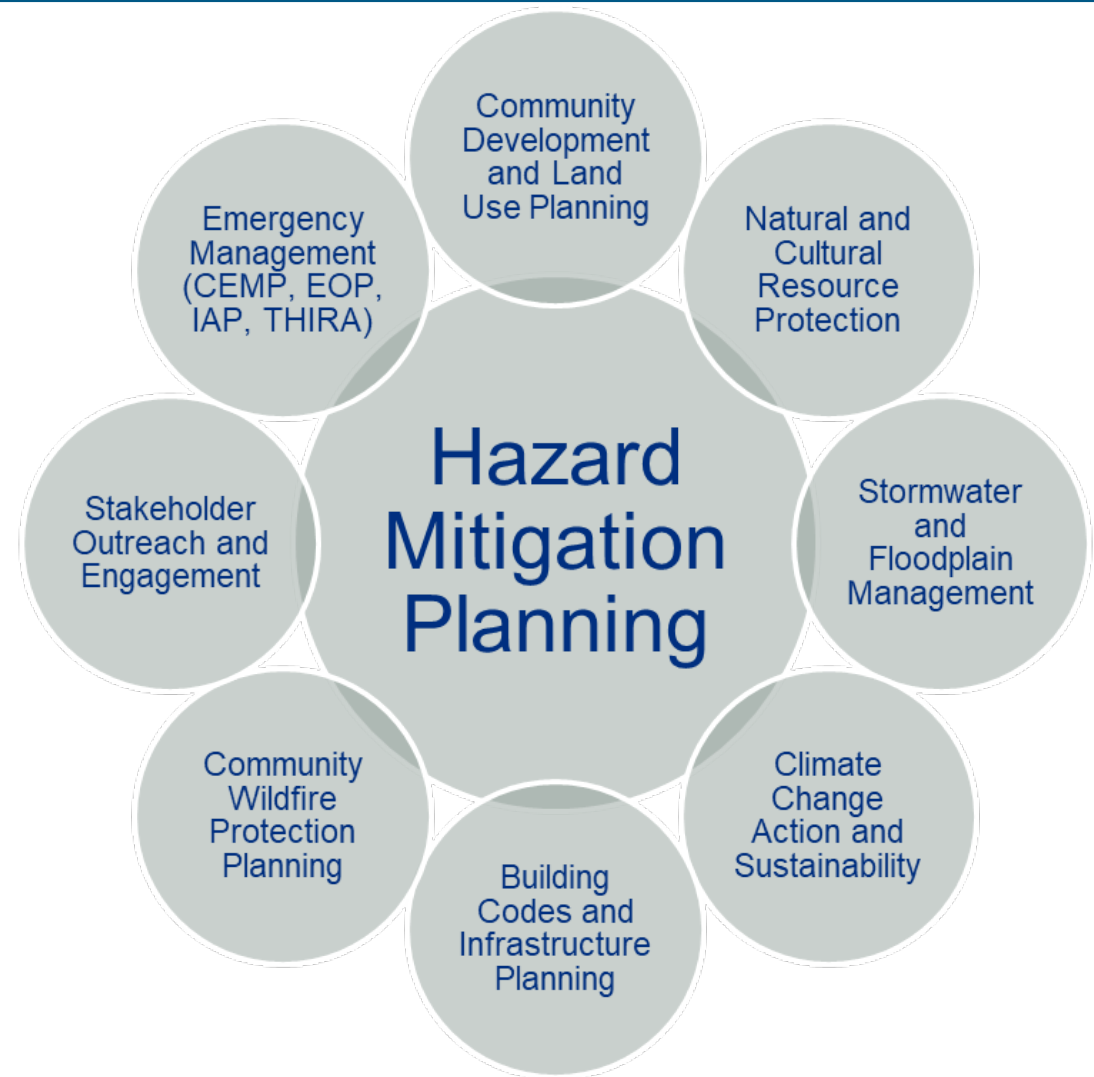 Community
Development
and Land
Use Planning
Natural and
Cultural
Resource
Protection
Stormwater
and
Floodplain
Management
Climate
Change
Action and
Sustainability
Building
Codes and
Infrastructure
Planning
Community
Wildfire
Protection
Planning
Stakeholder
Outreach and
Engagement
Emergency
Management
(CEMP, EOP,
IAP, THIRA)
Hazard
Mitigation
Planning